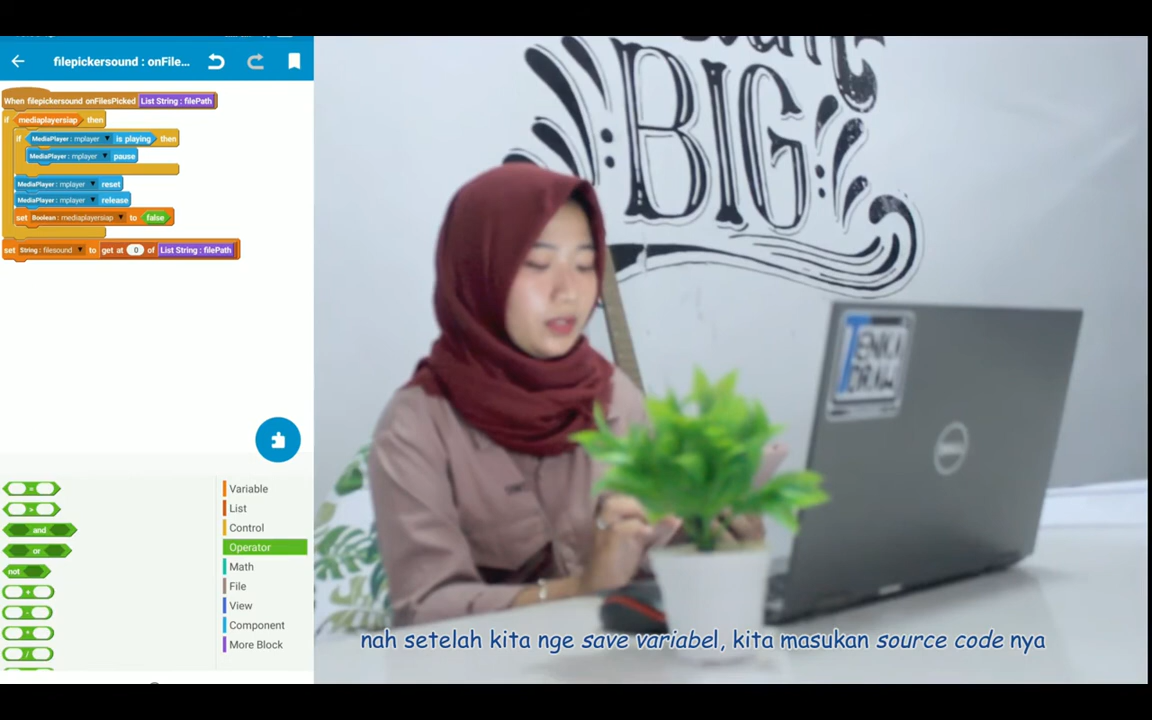 filepickersound : onFile...
When filepickersound onFilesPicked List String : filePath
if mediaplayersiap then
if MediaPlayer : mplayer is playing then
MediaPlayer : mplayer pause
MediaPlayer : mplayer reset
MediaPlayer : mplayer release
set Boolean : mediaplayersiap to false
set String : filesound to get at 0 of List String : filePath
=
>
and
or
not
+
-
Variable
List
Control
Operator
Math
File
View
Component
More Block
BIG
TENKA
DRAW
DELL
nah setelah kita nge save variabel, kita masukan source code nya